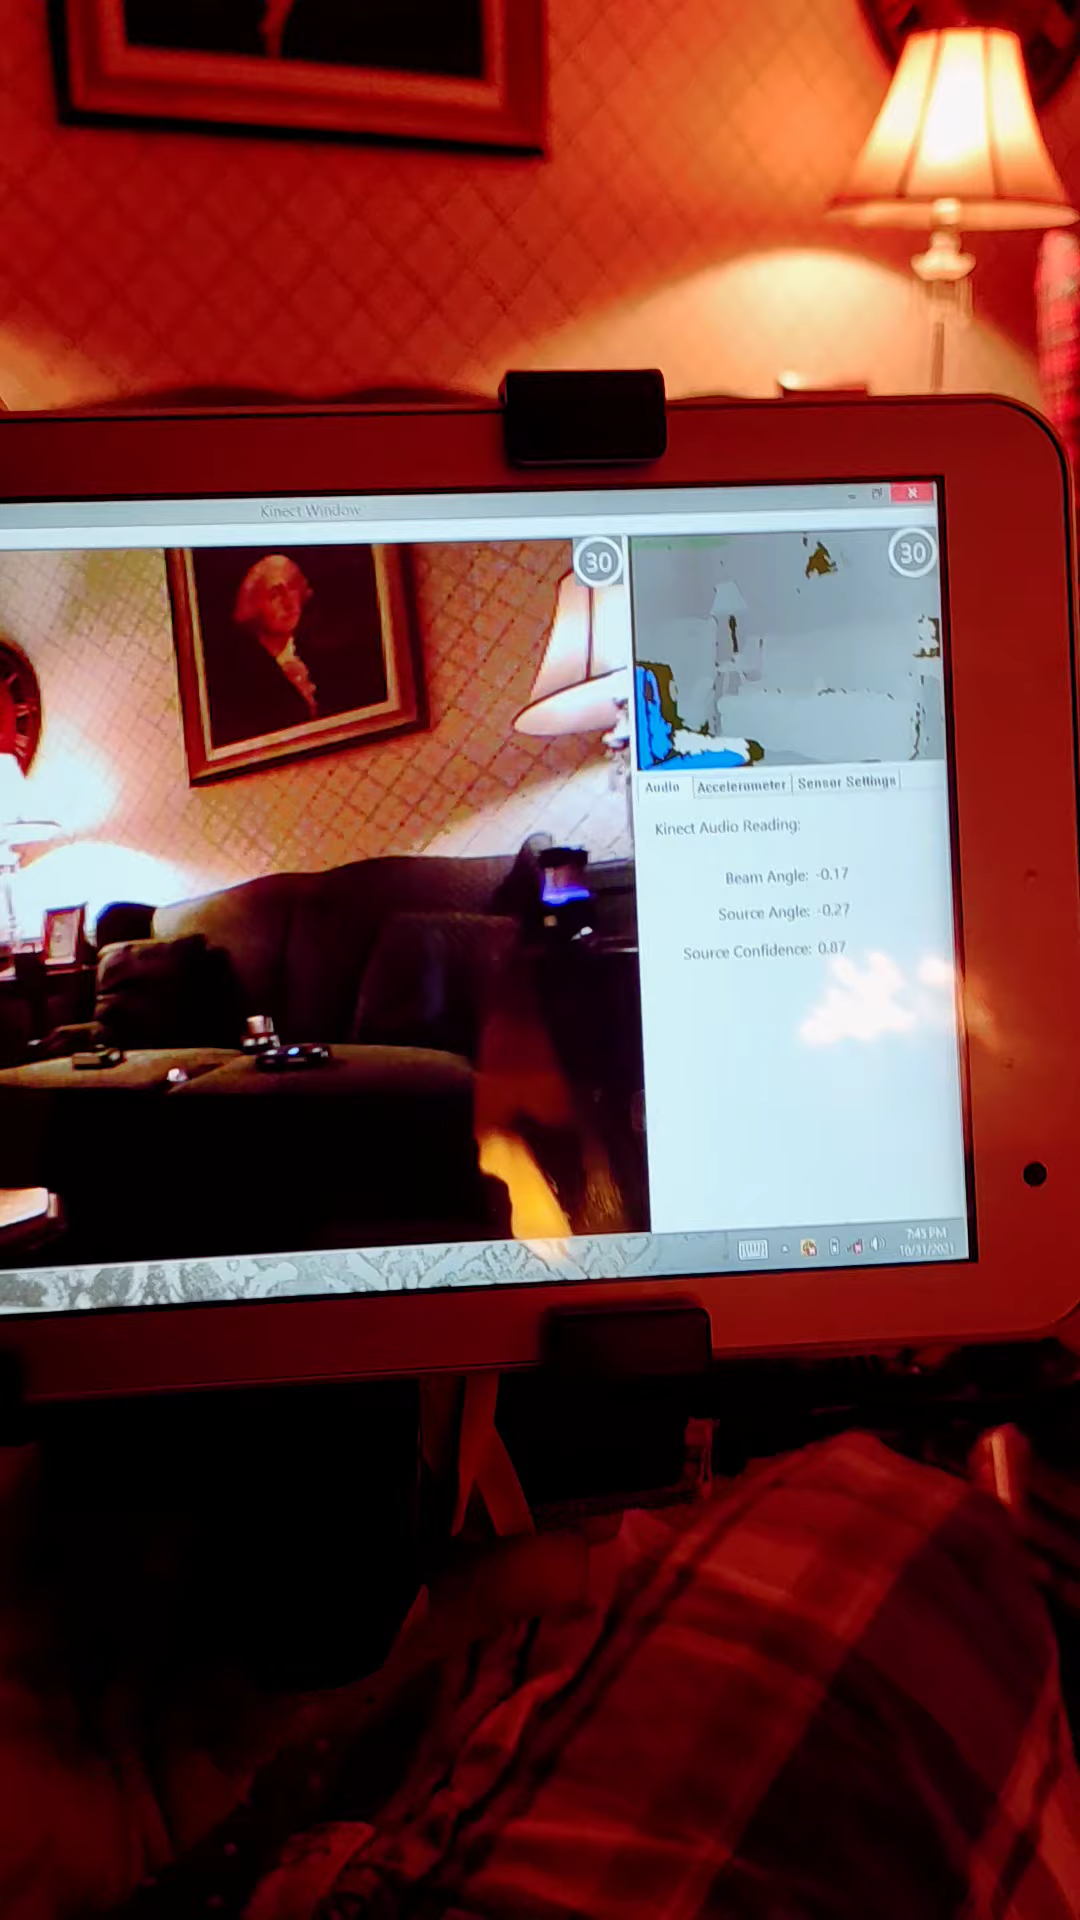 Kinect Window
30
30
Audio Accelerometer Sensor Settings
Kinect Audio Reading:
Beam Angle: -0.17
Source Angle: -0.27
Source Confidence: 0.87
7:45 PM
10/31/2021